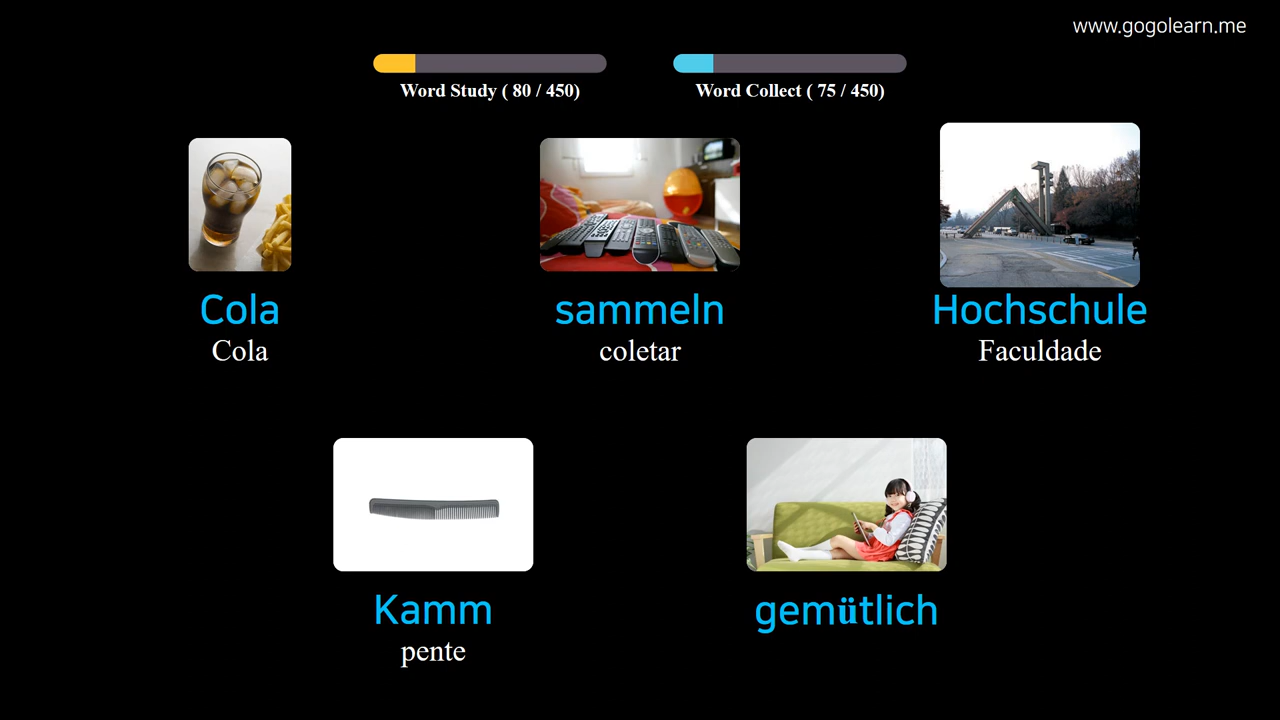 www.gogolearn.me
Word Study ( 80 / 450)
Word Collect ( 75 / 450)
Cola
Cola
sammeln
coletar
Hochschule
Faculdade
Kamm
pente
gemütlich